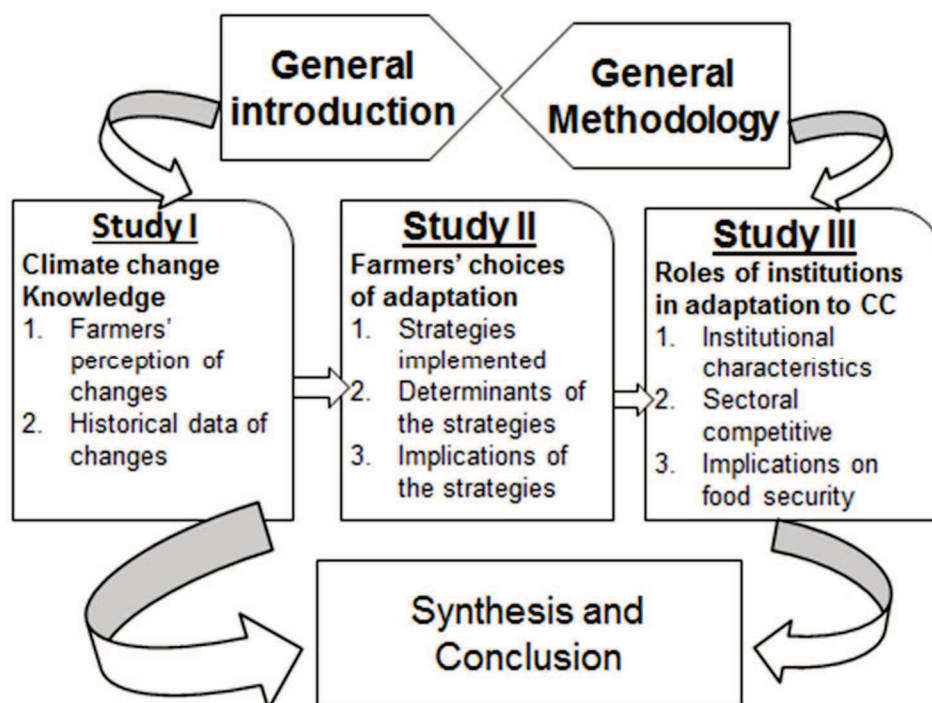 General
introduction
General
Methodology
Study I
Climate change
Knowledge
1. Farmers'
perception of
changes
2. Historical data of
changes
Study II
Farmers' choices
of adaptation
1. Strategies
implemented
2. Determinants of
the strategies
3. Implications of
the strategies
Study III
Roles of institutions
in adaptation to CC
1. Institutional
characteristics
2. Sectoral
competitive
3. Implications on
food security
Synthesis and
Conclusion